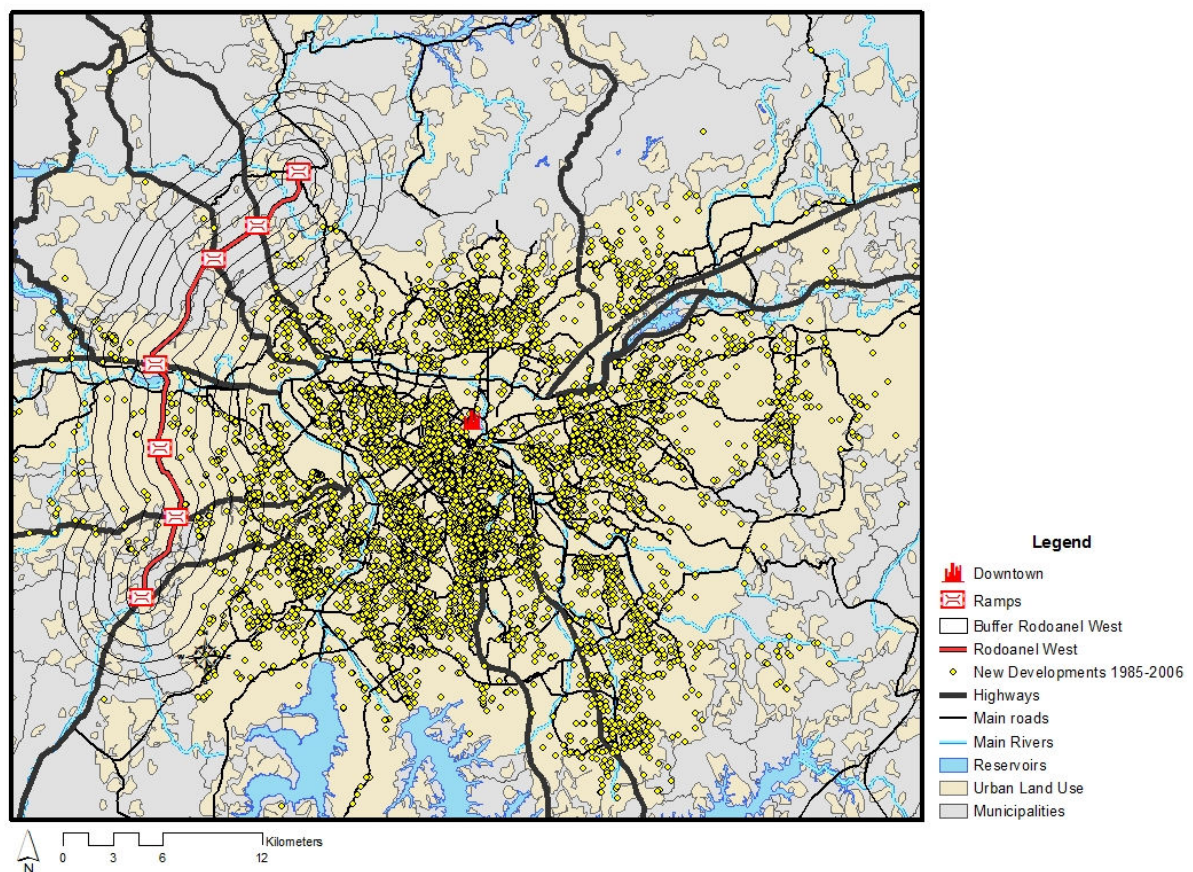 Legend
Downtown
Ramps
Buffer Rodoanel West
Rodoanel West
New Developments 1985-2006
Highways
Main roads
Main Rivers
Reservoirs
Urban Land Use
Municipalities
Kilometers
0 3 6 12
N